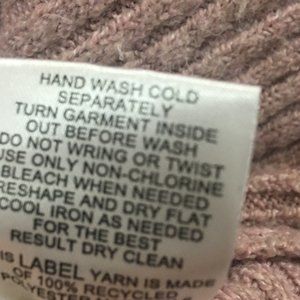 HAND WASH COLD
SEPARATELY
TURN GARMENT INSIDE
OUT BEFORE WASH
DO NOT WRING OR TWIST
USE ONLY NON-CHLORINE
BLEACH WHEN NEEDED
RESHAPE AND DRY FLAT
COOL IRON AS NEEDED
FOR THE BEST
RESULT DRY CLEAN
IS LABEL YARN IS MADE
OF 100% RECYCLED
POLYESTER